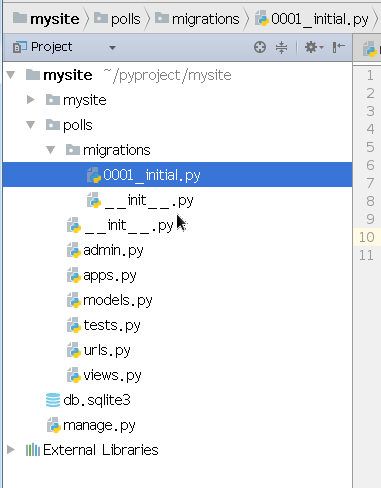 mysite polls migrations 0001_initial.py
Project
mysite ~/pyproject/mysite
mysite
polls
migrations
0001_initial.py
__init__.py
__init__.py
admin.py
apps.py
models.py
tests.py
urls.py
views.py
db.sqlite3
manage.py
External Libraries
1
2
3
4
5
6
7
8
9
10
11